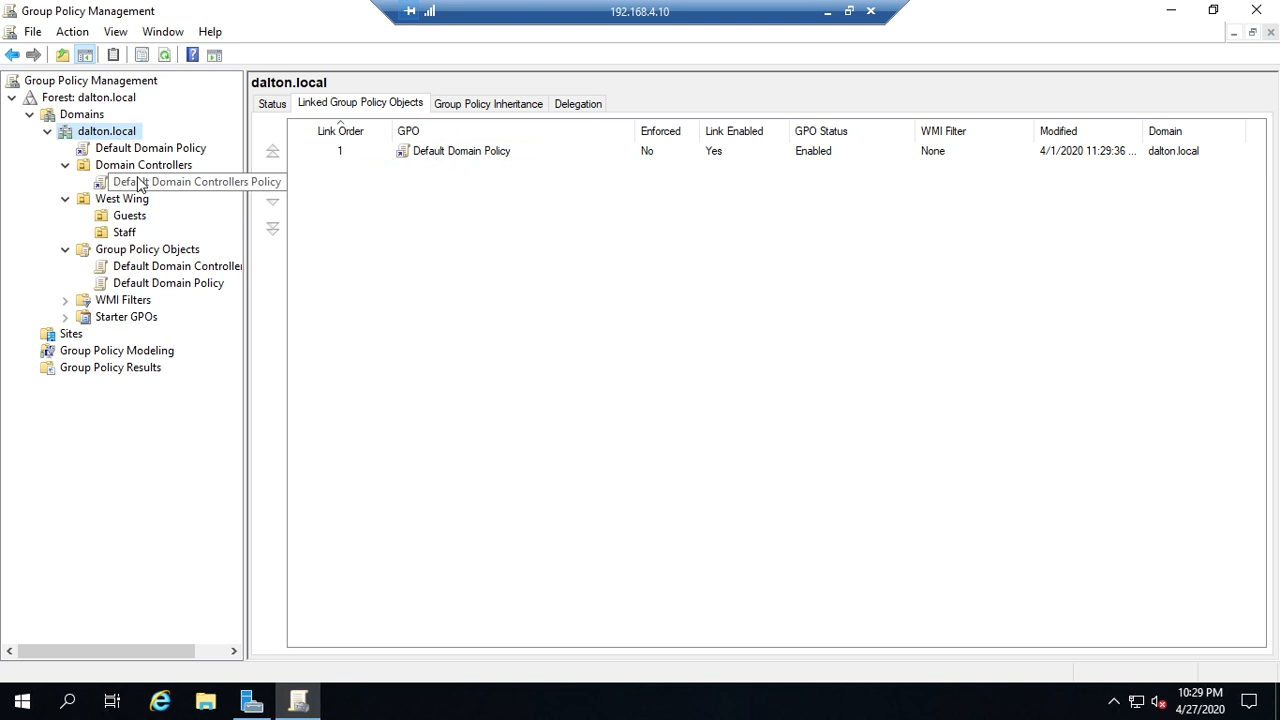 Group Policy Management
192.168.4.10
File Action View Window Help
Group Policy Management
Forest: dalton.local
Domains
dalton.local
Default Domain Policy
Domain Controllers
Default Domain Controllers Policy
West Wing
Guests
Staff
Group Policy Objects
Default Domain Controller
Default Domain Policy
WMI Filters
Starter GPOs
Sites
Group Policy Modeling
Group Policy Results
dalton.local
Status Linked Group Policy Objects Group Policy Inheritance Delegation
Link Order GPO Enforced Link Enabled GPO Status WMI Filter Modified Domain
1 Default Domain Policy No Yes Enabled None 4/1/2020 11:29:36 ... dalton.local
10:29 PM
4/27/2020